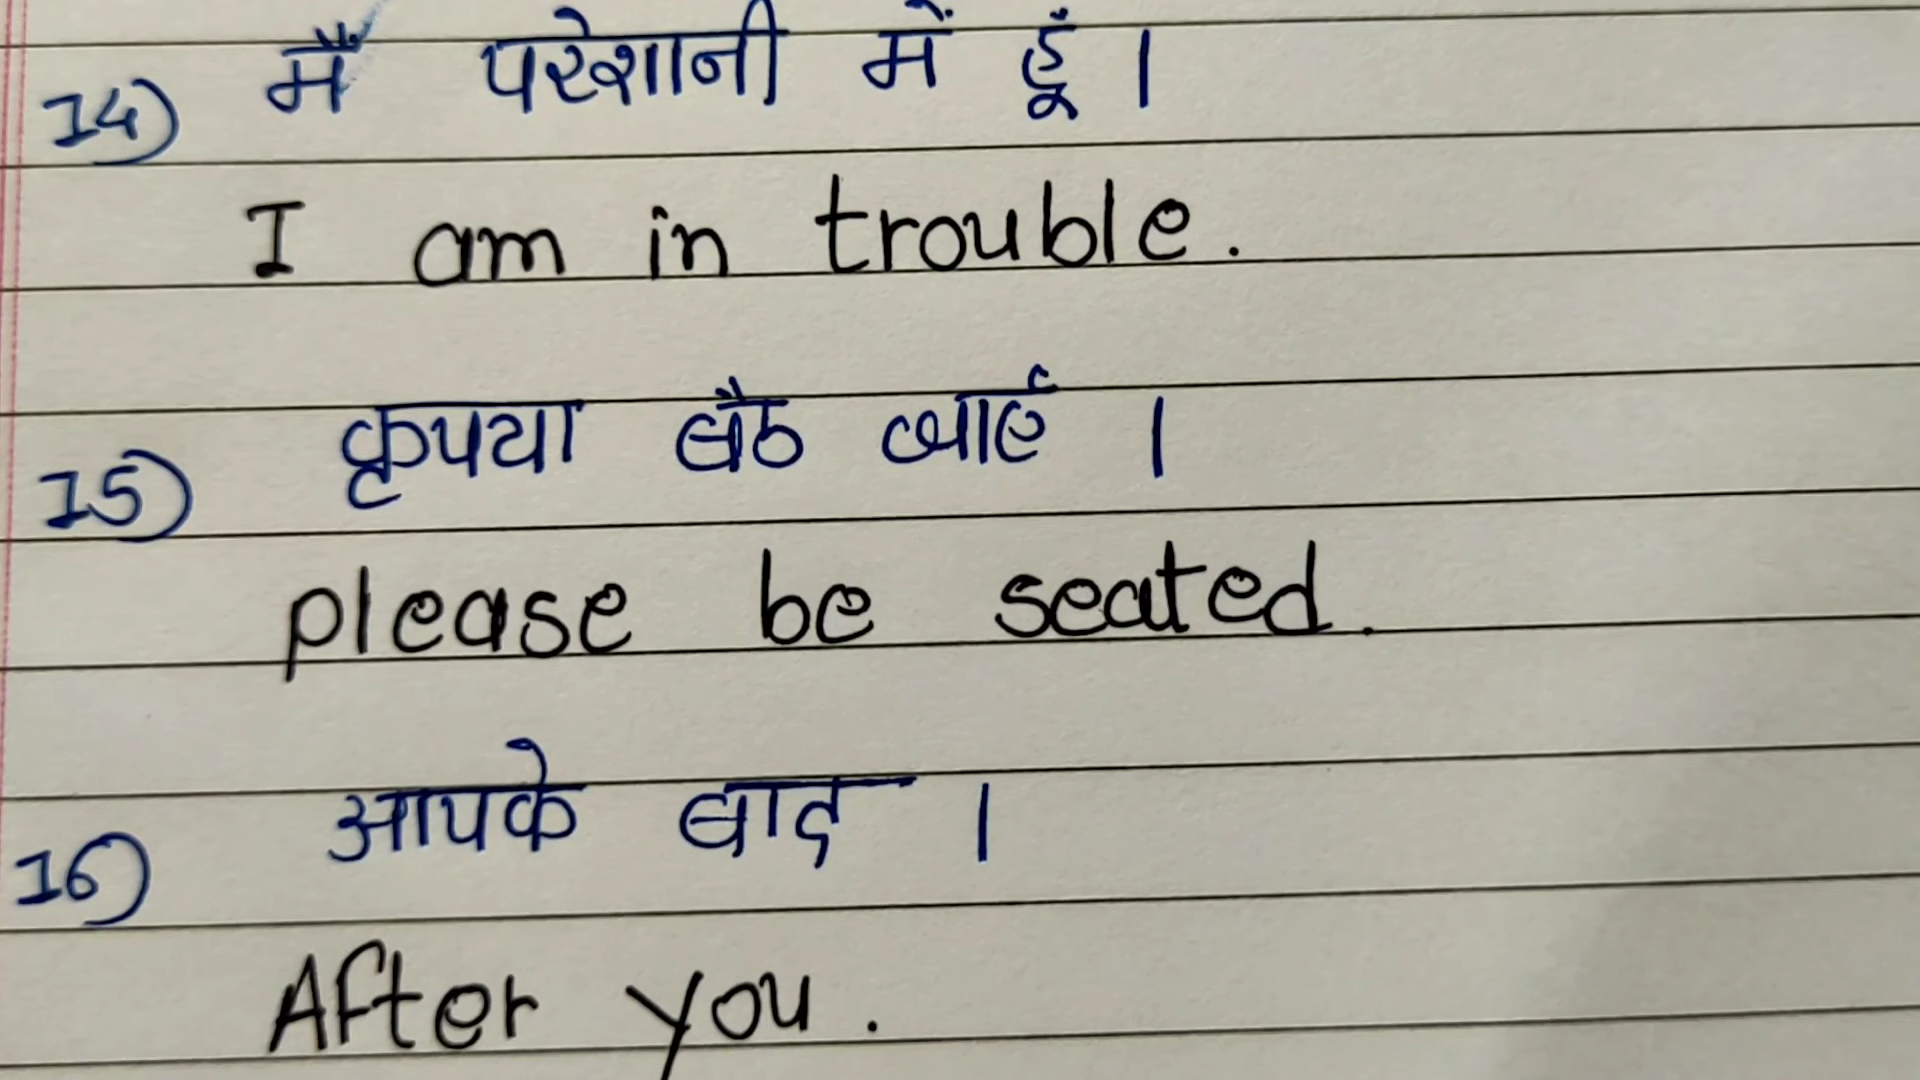 14) मैं परेशानी में हूँ ।
I am in trouble.
15) कृपया बैठ जाएँ ।
please be seated.
16) आपके बाद ।
After you.